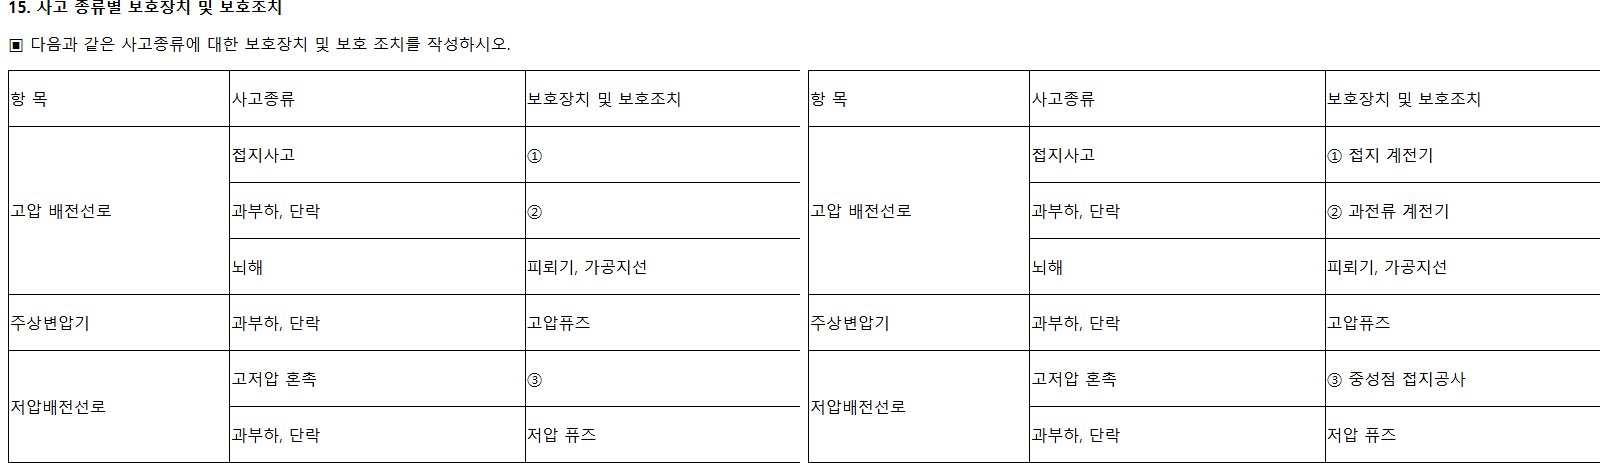 15. 사고 종류별 보호장치 및 보호조치
▣ 다음과 같은 사고종류에 대한 보호장치 및 보호 조치를 작성하시오.
항 목 사고종류 보호장치 및 보호조치
고압 배전선로
접지사고 ①
과부하, 단락 ②
뇌해 피뢰기, 가공지선
주상변압기 과부하, 단락 고압퓨즈
저압배전선로
고저압 혼촉 ③
과부하, 단락 저압 퓨즈
항 목 사고종류 보호장치 및 보호조치
고압 배전선로
접지사고 ① 접지 계전기
과부하, 단락 ② 과전류 계전기
뇌해 피뢰기, 가공지선
주상변압기 과부하, 단락 고압퓨즈
저압배전선로
고저압 혼촉 ③ 중성점 접지공사
과부하, 단락 저압 퓨즈